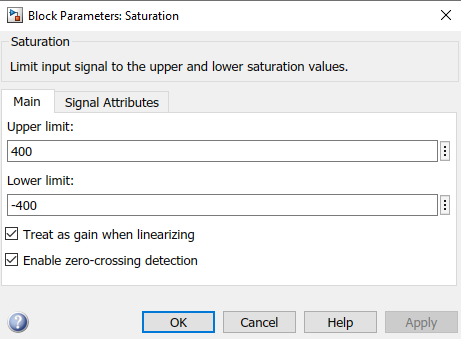 Block Parameters: Saturation
Saturation
Limit input signal to the upper and lower saturation values.
Main Signal Attributes
Upper limit:
400
Lower limit:
-400
Treat as gain when linearizing
Enable zero-crossing detection
? OK Cancel Help Apply